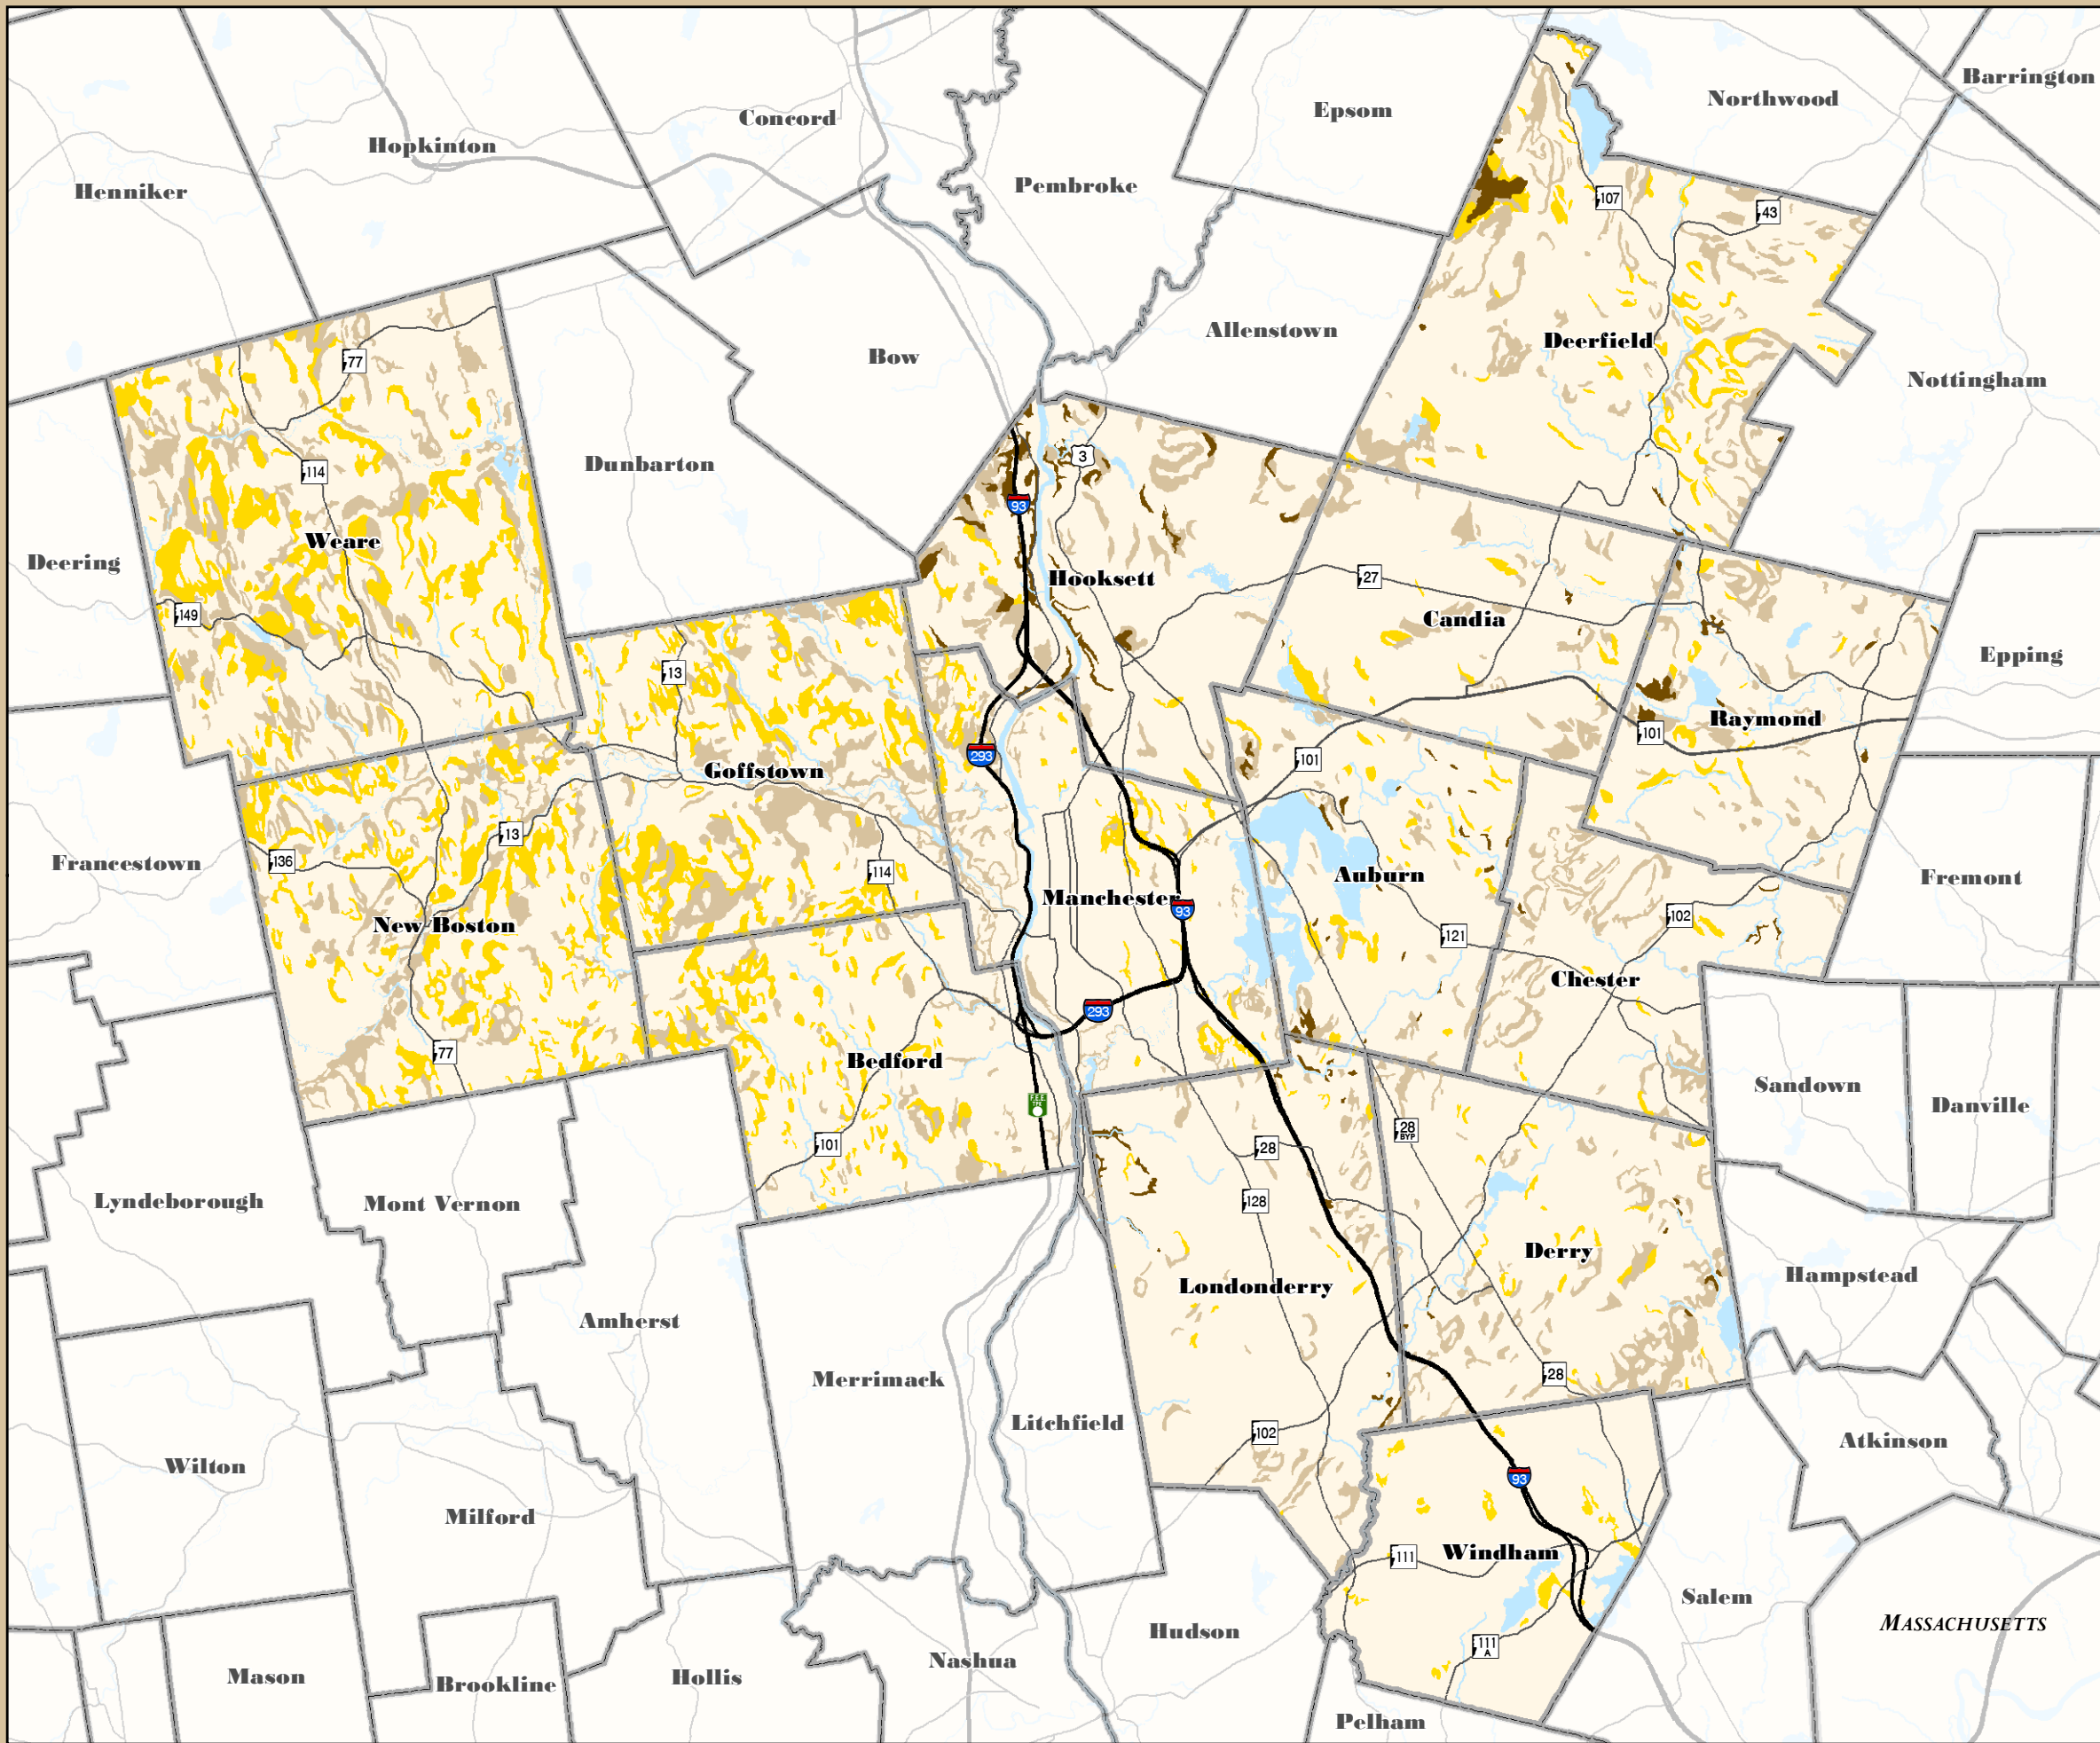 Barrington
Northwood
Epsom
Concord
Hopkinton
Henniker
Pembroke
107
43
Allenstown
Deerfield
Bow
77
Nottingham
3
Dunbarton
114
93
Weare
Deering
Hooksett
27
149
Candia
Epping
13
Raymond
101
293
101
Goffstown
13
136
Francestown
114
Auburn
Fremont
Manchester
93
102
New Boston
121
Chester
293
77
Bedford
Sandown
Danville
F.E.E
TPK
28
BYP
101
28
Lyndeborough
Mont Vernon
128
Derry
Hampstead
Londonderry
Amherst
28
Merrimack
Litchfield
102
Atkinson
Wilton
93
Milford
111
Windham
Salem
MASSACHUSETTS
Hudson
111
A
Nashua
Mason
Brookline
Hollis
Pelham